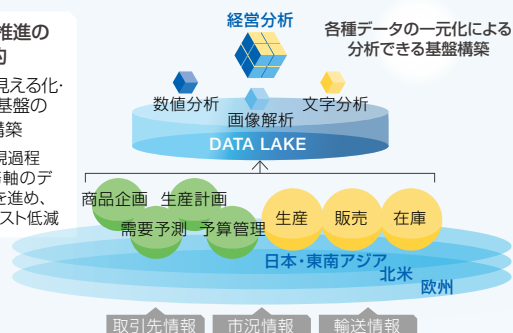 推進の
見える化・
基盤の
築
現過程
軸のデ
を進め、
スト低減
経営分析
各種データの一元化による
分析できる基盤構築
数値分析
画像解析
文字分析
DATA LAKE
商品企画
生産計画
需要予測
予算管理
生産
販売
在庫
日本・東南アジア
北米
欧州
取引先情報
市況情報
輸送情報